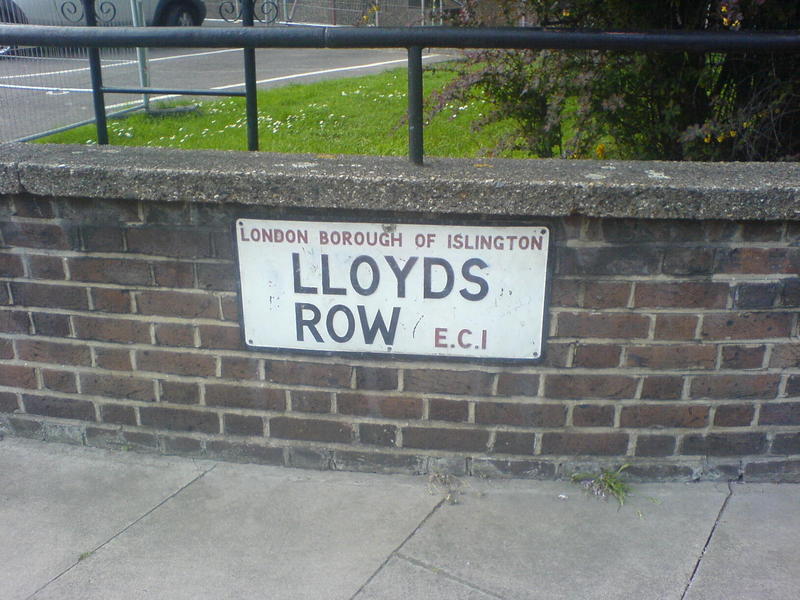 LONDON BOROUGH OF ISLINGTON
LLOYDS
ROW E.C.1